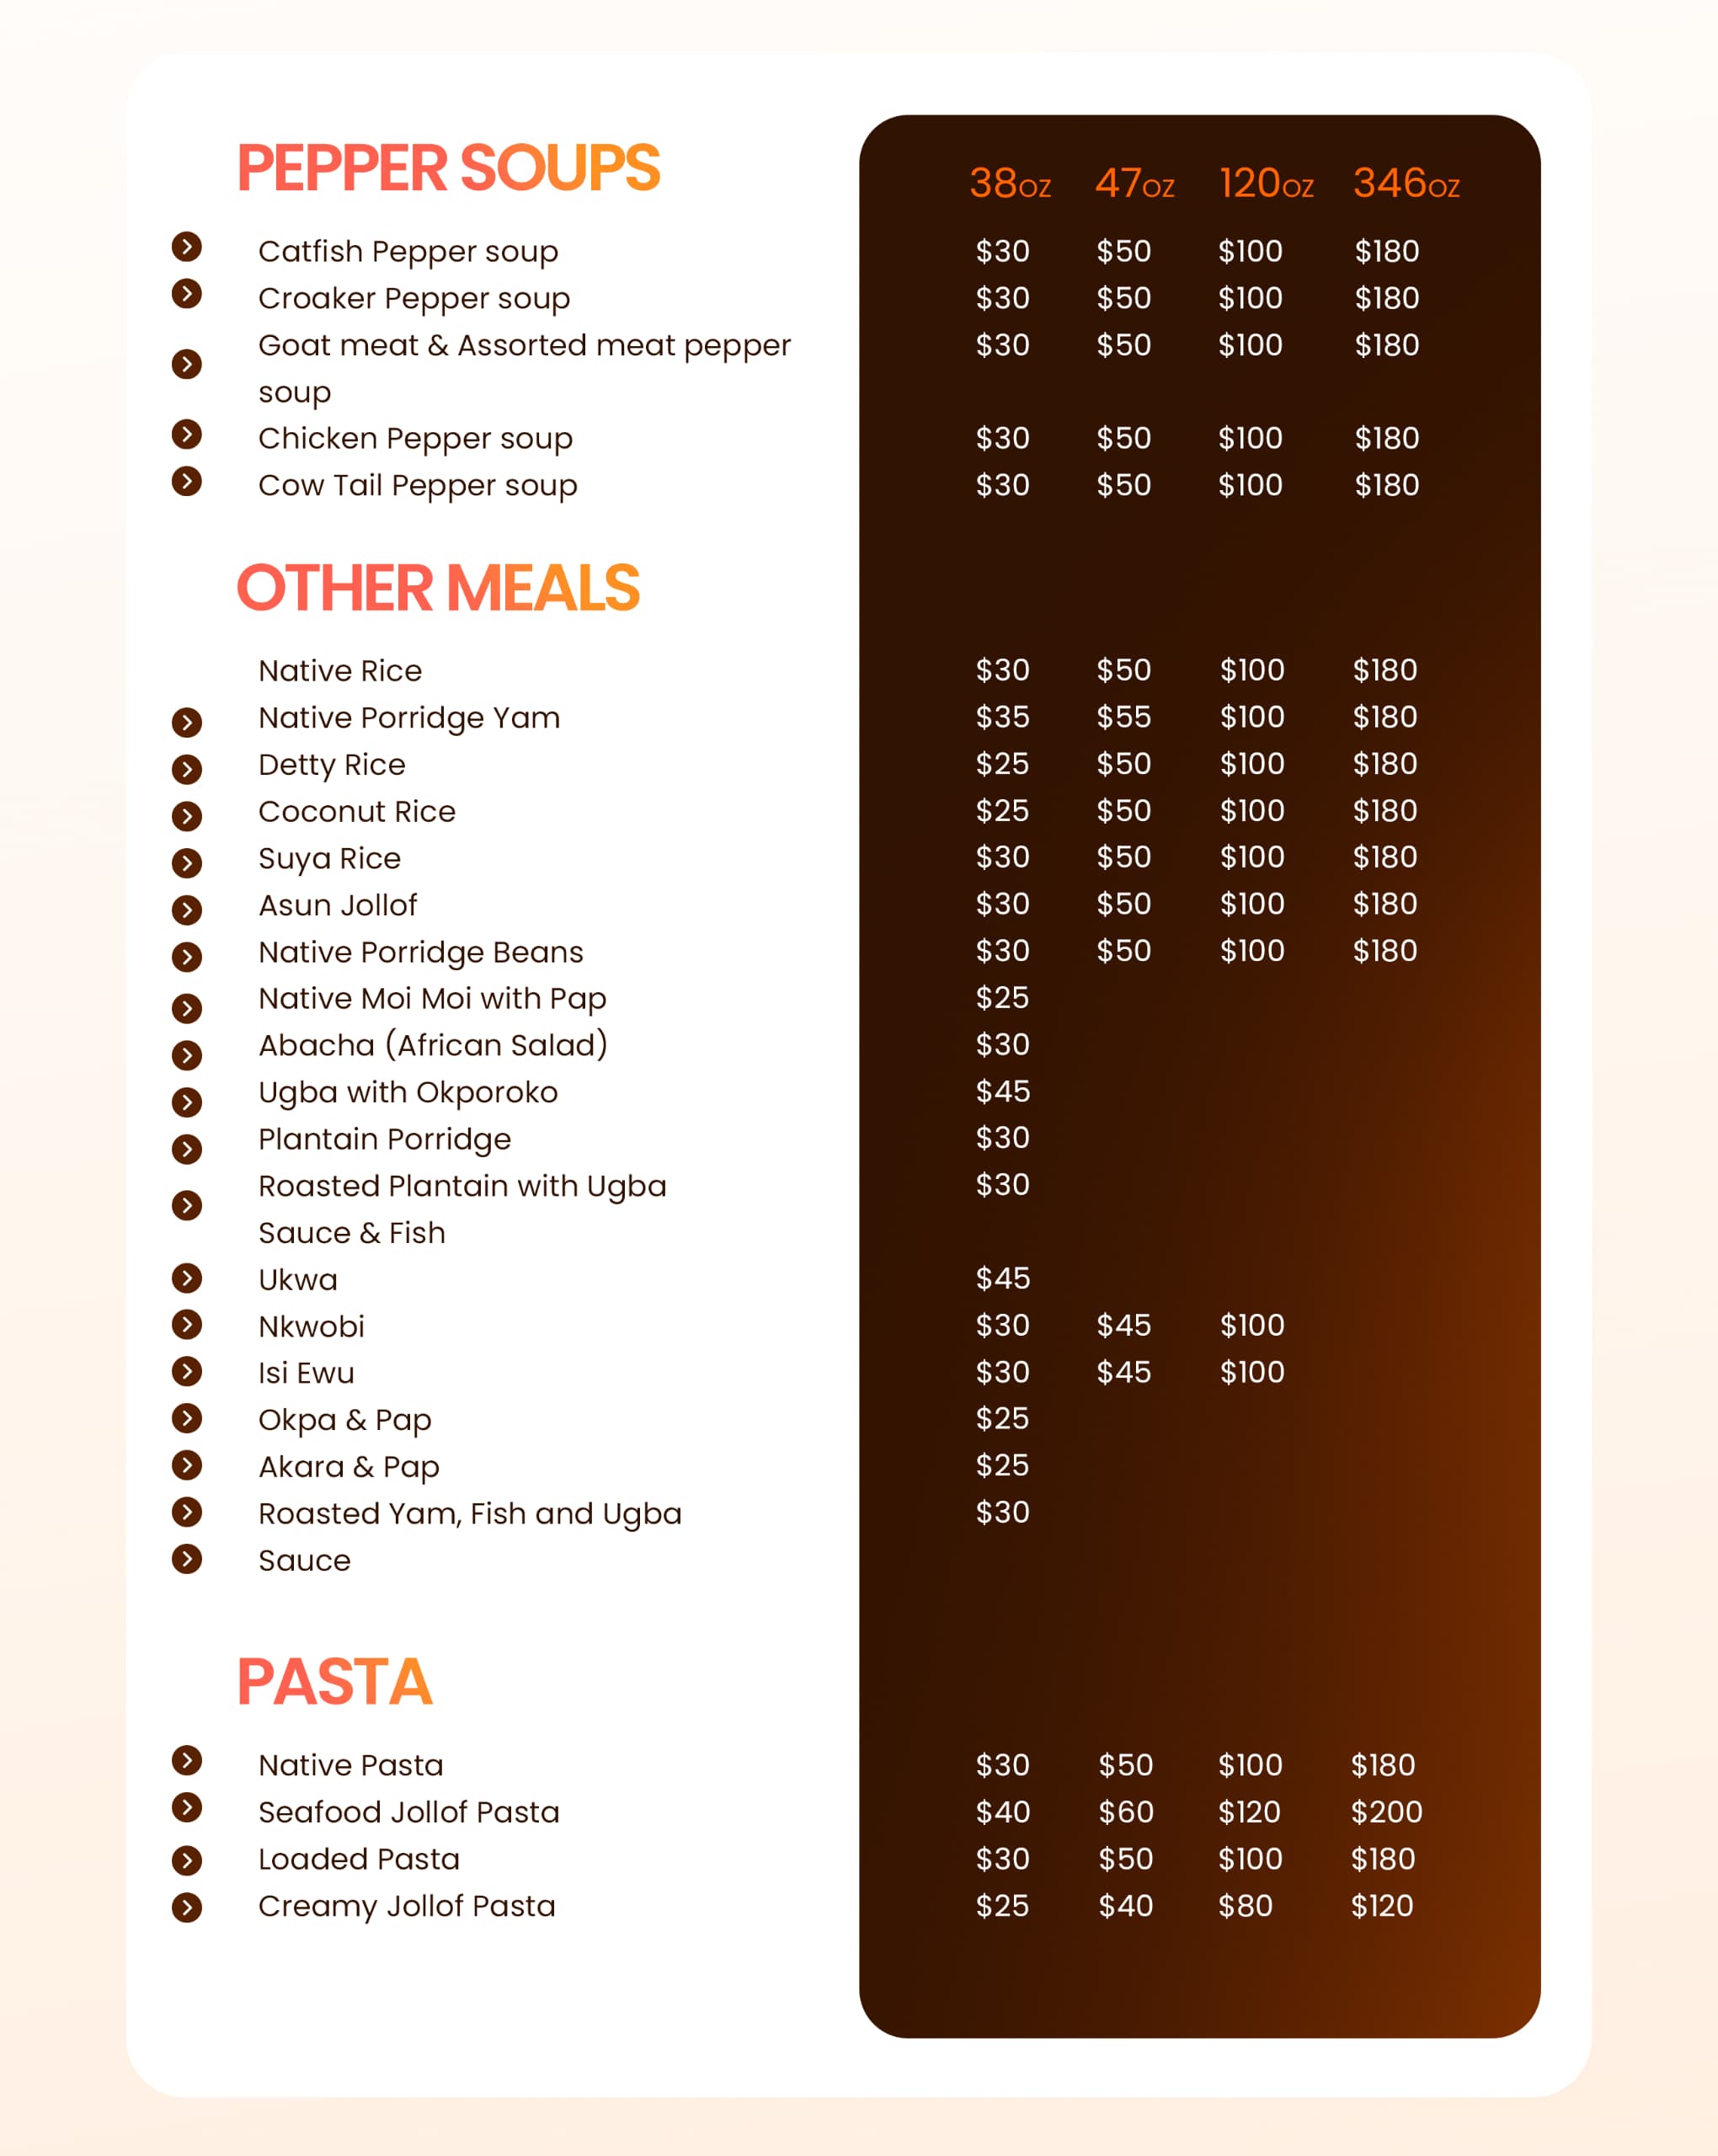 PEPPER SOUPS
38oz 47oz 120oz 346oz
Catfish Pepper soup $30 $50 $100 $180
Croaker Pepper soup $30 $50 $100 $180
Goat meat & Assorted meat pepper $30 $50 $100 $180
soup
Chicken Pepper soup $30 $50 $100 $180
Cow Tail Pepper soup $30 $50 $100 $180
OTHER MEALS
Native Rice $30 $50 $100 $180
Native Porridge Yam $35 $55 $100 $180
Detty Rice $25 $50 $100 $180
Coconut Rice $25 $50 $100 $180
Suya Rice $30 $50 $100 $180
Asun Jollof $30 $50 $100 $180
Native Porridge Beans $30 $50 $100 $180
Native Moi Moi with Pap $25
Abacha (African Salad) $30
Ugba with Okporoko $45
Plantain Porridge $30
Roasted Plantain with Ugba $30
Sauce & Fish
Ukwa $45
Nkwobi $30 $45 $100
Isi Ewu $30 $45 $100
Okpa & Pap $25
Akara & Pap $25
Roasted Yam, Fish and Ugba $30
Sauce
PASTA
Native Pasta $30 $50 $100 $180
Seafood Jollof Pasta $40 $60 $120 $200
Loaded Pasta $30 $50 $100 $180
Creamy Jollof Pasta $25 $40 $80 $120